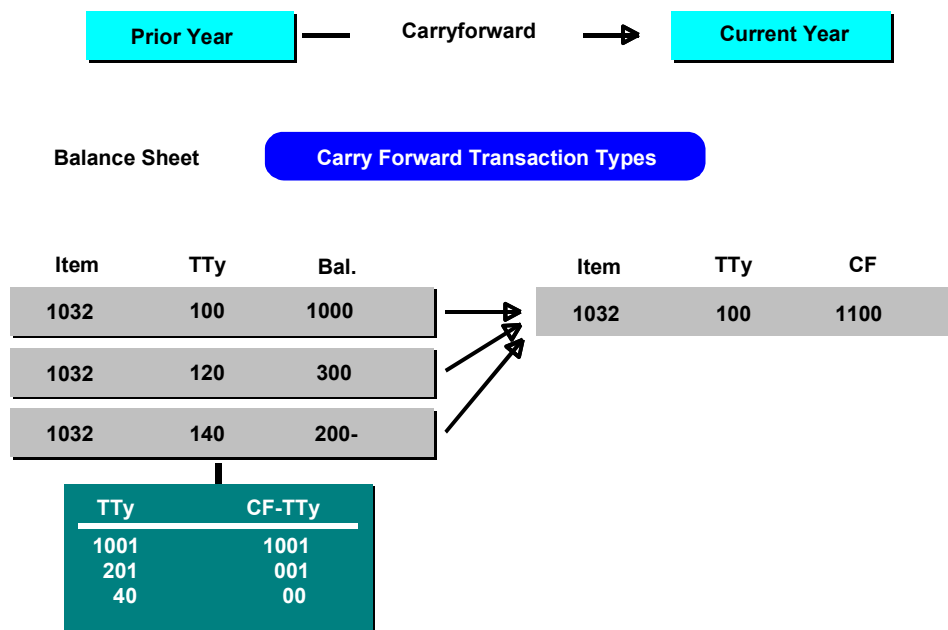 Prior Year Carryforward Current Year
Balance Sheet Carry Forward Transaction Types
Item TTy Bal. Item TTy CF
1032 100 1000 1032 100 1100
1032 120 300
1032 140 200-
TTy CF-TTy
1001 1001
201 001
40 00